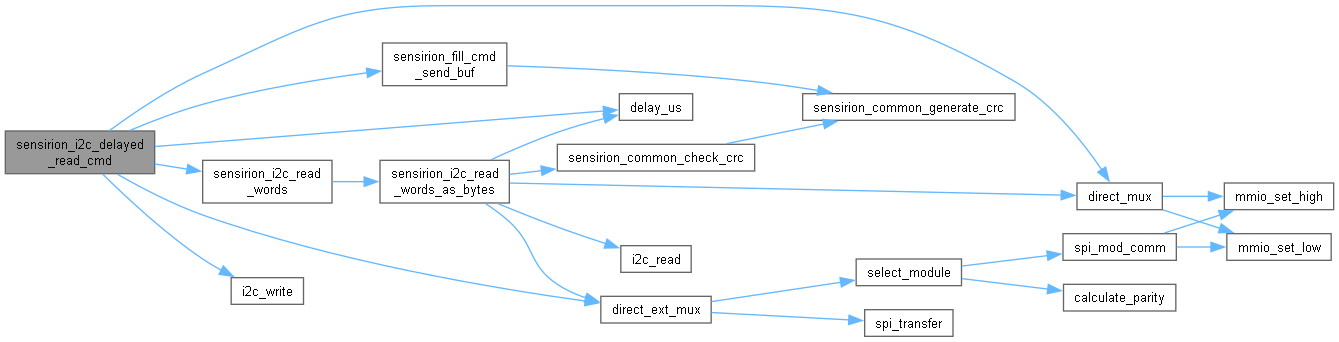 sensirion_i2c_delayed
_read_cmd
sensirion_fill_cmd
_send_buf
delay_us
sensirion_common_generate_crc
sensirion_common_check_crc
sensirion_i2c_read
_words
sensirion_i2c_read
_words_as_bytes
direct_mux
mmio_set_high
mmio_set_low
spi_mod_comm
i2c_read
select_module
i2c_write
direct_ext_mux
calculate_parity
spi_transfer